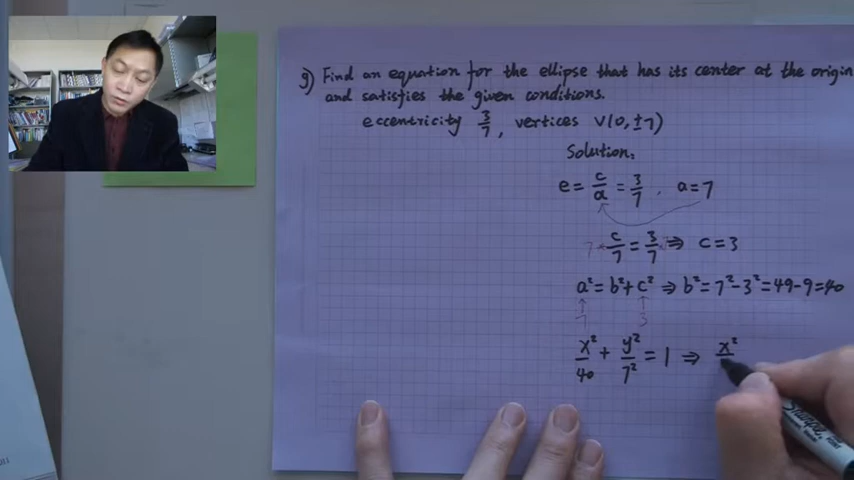 9) Find an equation for the ellipse that has its center at the origin
and satisfies the given conditions.
eccentricity 3/7, vertices V(0, ±7)
Solution.
e = c/a = 3/7, a = 7
7· c/7 = 3/7 ·7 ⇒ c = 3
a² = b² + c² ⇒ b² = 7² - 3² = 49 - 9 = 40
7 3
x²/40 + y²/7² = 1 ⇒ x²